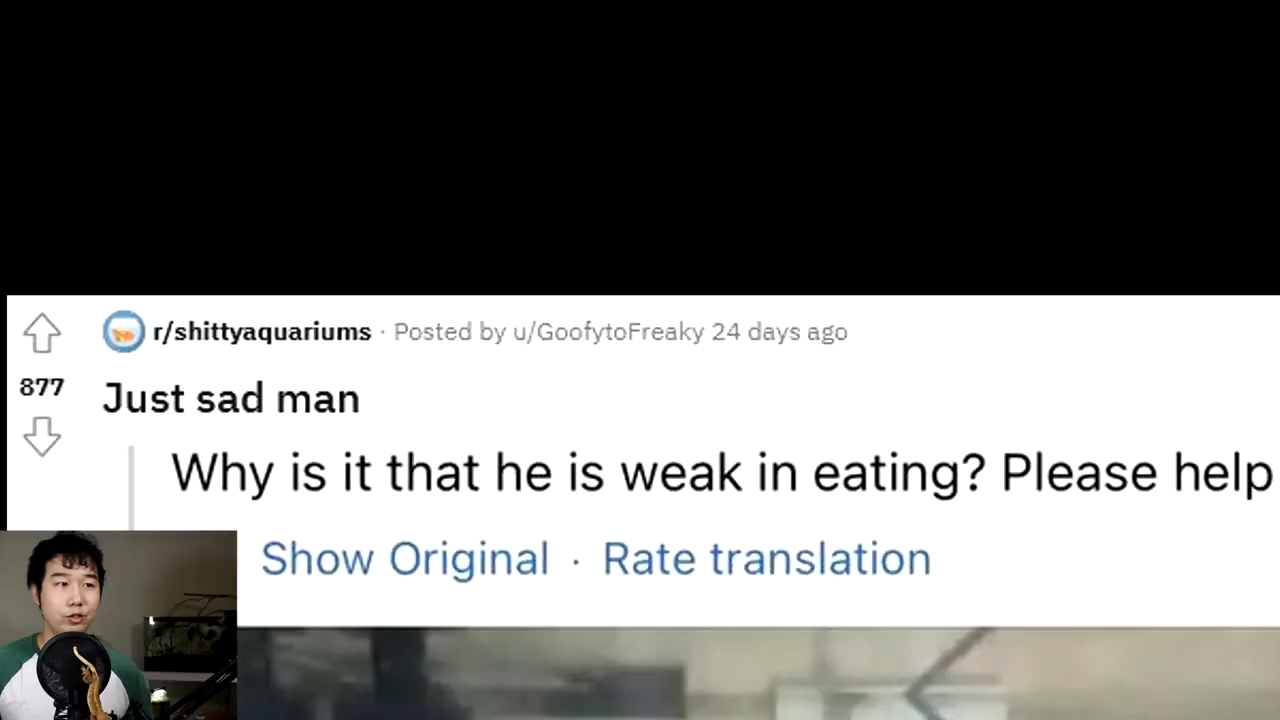 r/shittyaquariums · Posted by u/GoofytoFreaky 24 days ago
877
Just sad man
Why is it that he is weak in eating? Please help
Show Original · Rate translation